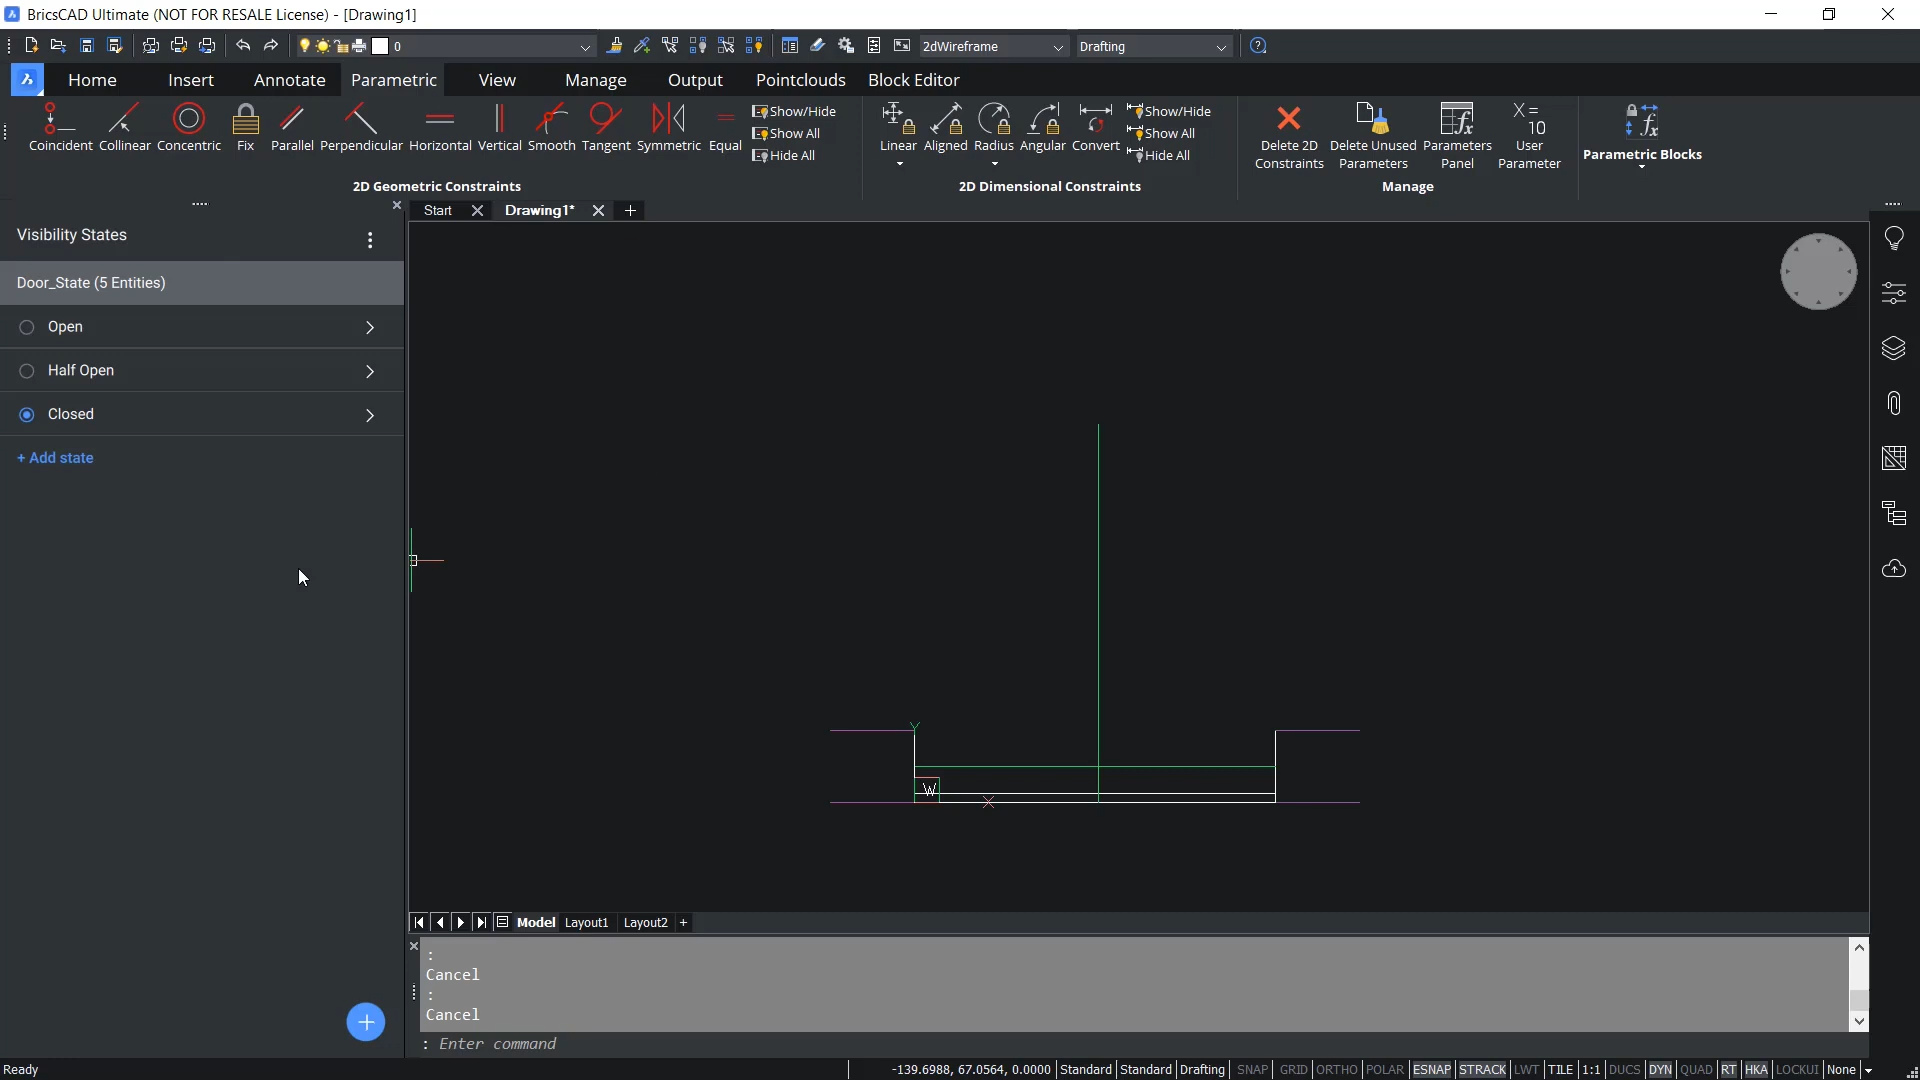 BricsCAD Ultimate (NOT FOR RESALE License) - [Drawing1]
0
2dWireframe
Drafting
Home Insert Annotate Parametric View Manage Output Pointclouds Block Editor
Coincident Collinear Concentric Fix Parallel Perpendicular Horizontal Vertical Smooth Tangent Symmetric Equal
Show/Hide
Show All
Hide All
2D Geometric Constraints
Linear Aligned Radius Angular Convert
Show/Hide
Show All
Hide All
2D Dimensional Constraints
X=
10
Delete 2D Constraints
Delete Unused Parameters
Parameters Panel
User Parameter
Manage
Parametric Blocks
Start
Drawing1*
Visibility States
Door_State (5 Entities)
Open
Half Open
Closed
+ Add state
Y
W
X
Model Layout1 Layout2 +
:
Cancel
:
Cancel
: Enter command
Ready
-139.6988, 67.0564, 0.0000 Standard Standard Drafting SNAP GRID ORTHO POLAR ESNAP STRACK LWT TILE 1:1 DUCS DYN QUAD RT HKA LOCKUI None